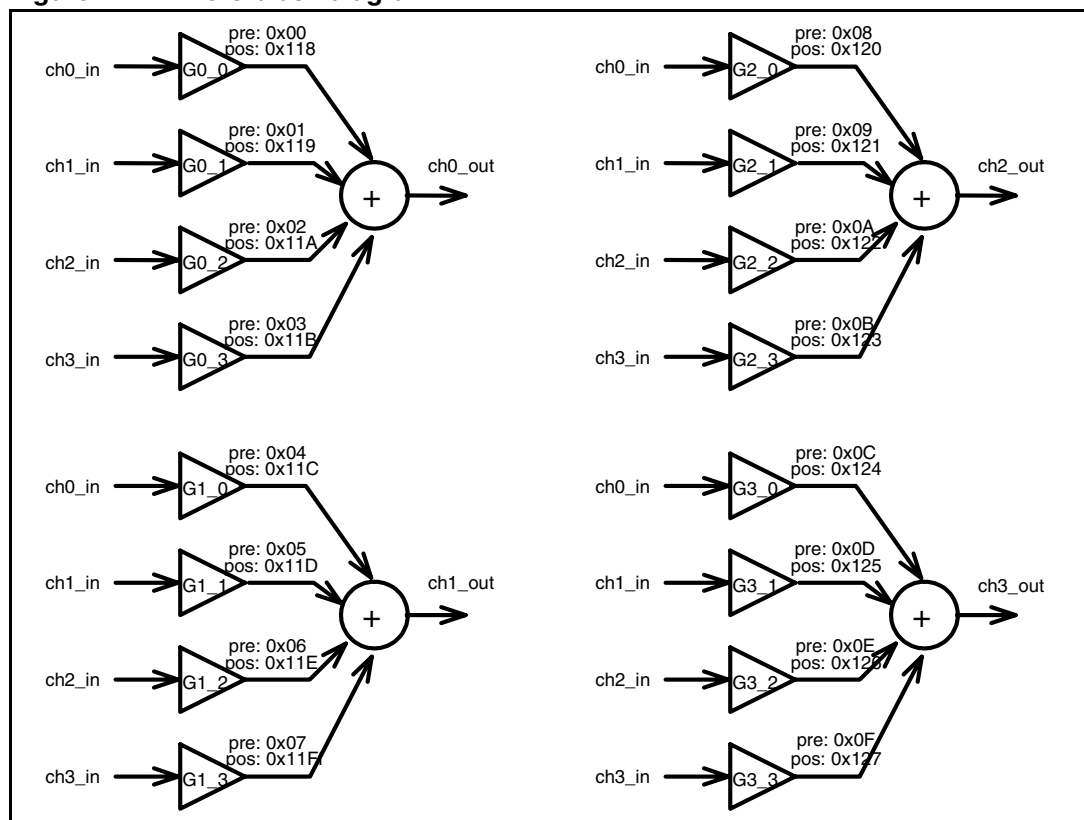 ch0_in
G0_0
pre: 0x00
pos: 0x118
ch1_in
G0_1
pre: 0x01
pos: 0x119
ch2_in
G0_2
pre: 0x02
pos: 0x11A
ch3_in
G0_3
pre: 0x03
pos: 0x11B
+
ch0_out
ch0_in
G2_0
pre: 0x08
pos: 0x120
ch1_in
G2_1
pre: 0x09
pos: 0x121
ch2_in
G2_2
pre: 0x0A
pos: 0x122
ch3_in
G2_3
pre: 0x0B
pos: 0x123
+
ch2_out
ch0_in
G1_0
pre: 0x04
pos: 0x11C
ch1_in
G1_1
pre: 0x05
pos: 0x11D
ch2_in
G1_2
pre: 0x06
pos: 0x11E
ch3_in
G1_3
pre: 0x07
pos: 0x11F
+
ch1_out
ch0_in
G3_0
pre: 0x0C
pos: 0x124
ch1_in
G3_1
pre: 0x0D
pos: 0x125
ch2_in
G3_2
pre: 0x0E
pos: 0x126
ch3_in
G3_3
pre: 0x0F
pos: 0x127
+
ch3_out